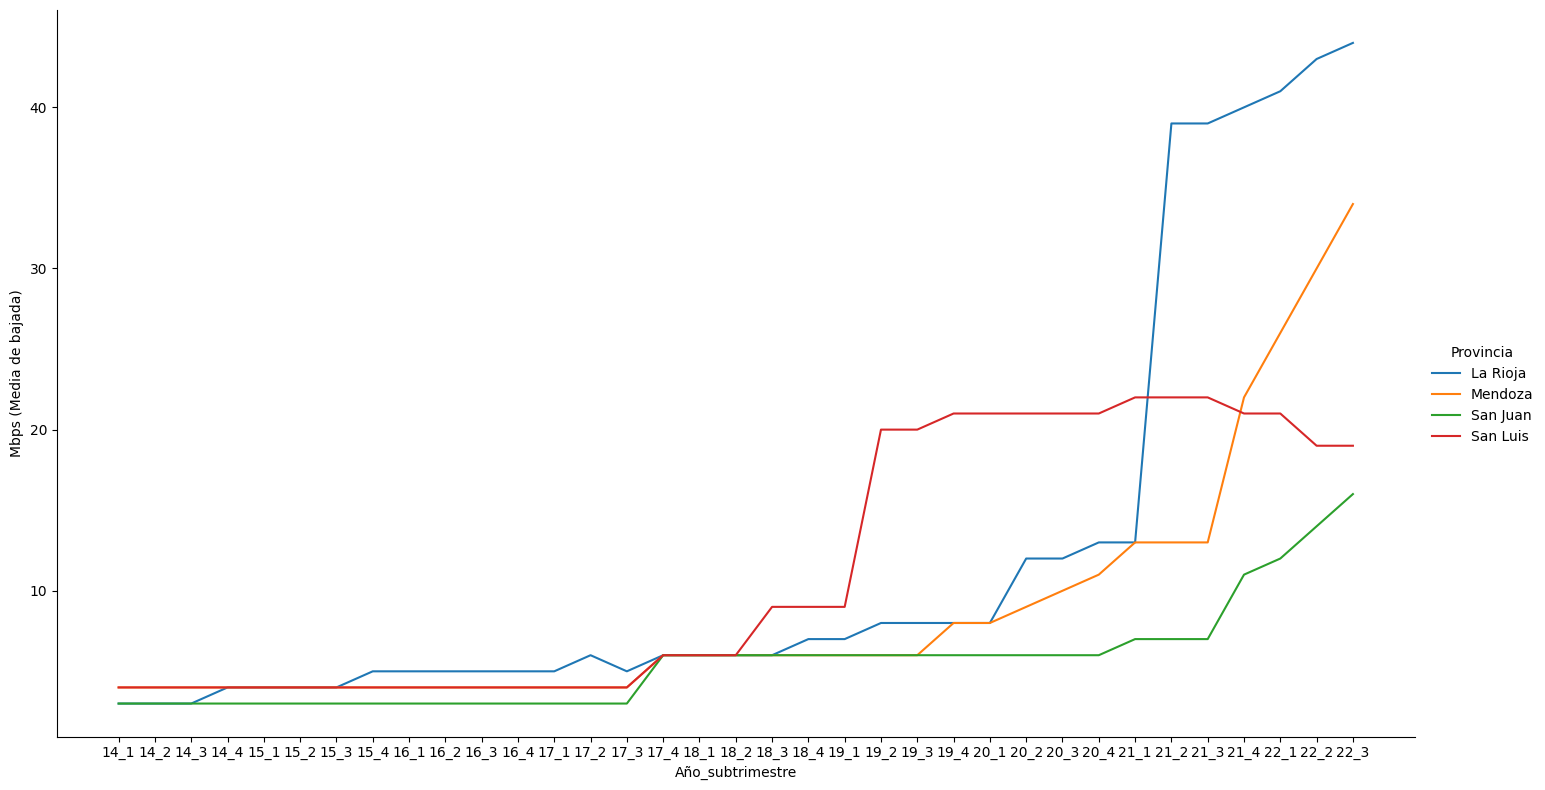 40
30
20
10
Mbps (Media de bajada)
14_1 14_2 14_3 14_4 15_1 15_2 15_3 15_4 16_1 16_2 16_3 16_4 17_1 17_2 17_3 17_4 18_1 18_2 18_3 18_4 19_1 19_2 19_3 19_4 20_1 20_2 20_3 20_4 21_1 21_2 21_3 21_4 22_1 22_2 22_3
Año_subtrimestre
Provincia
La Rioja
Mendoza
San Juan
San Luis